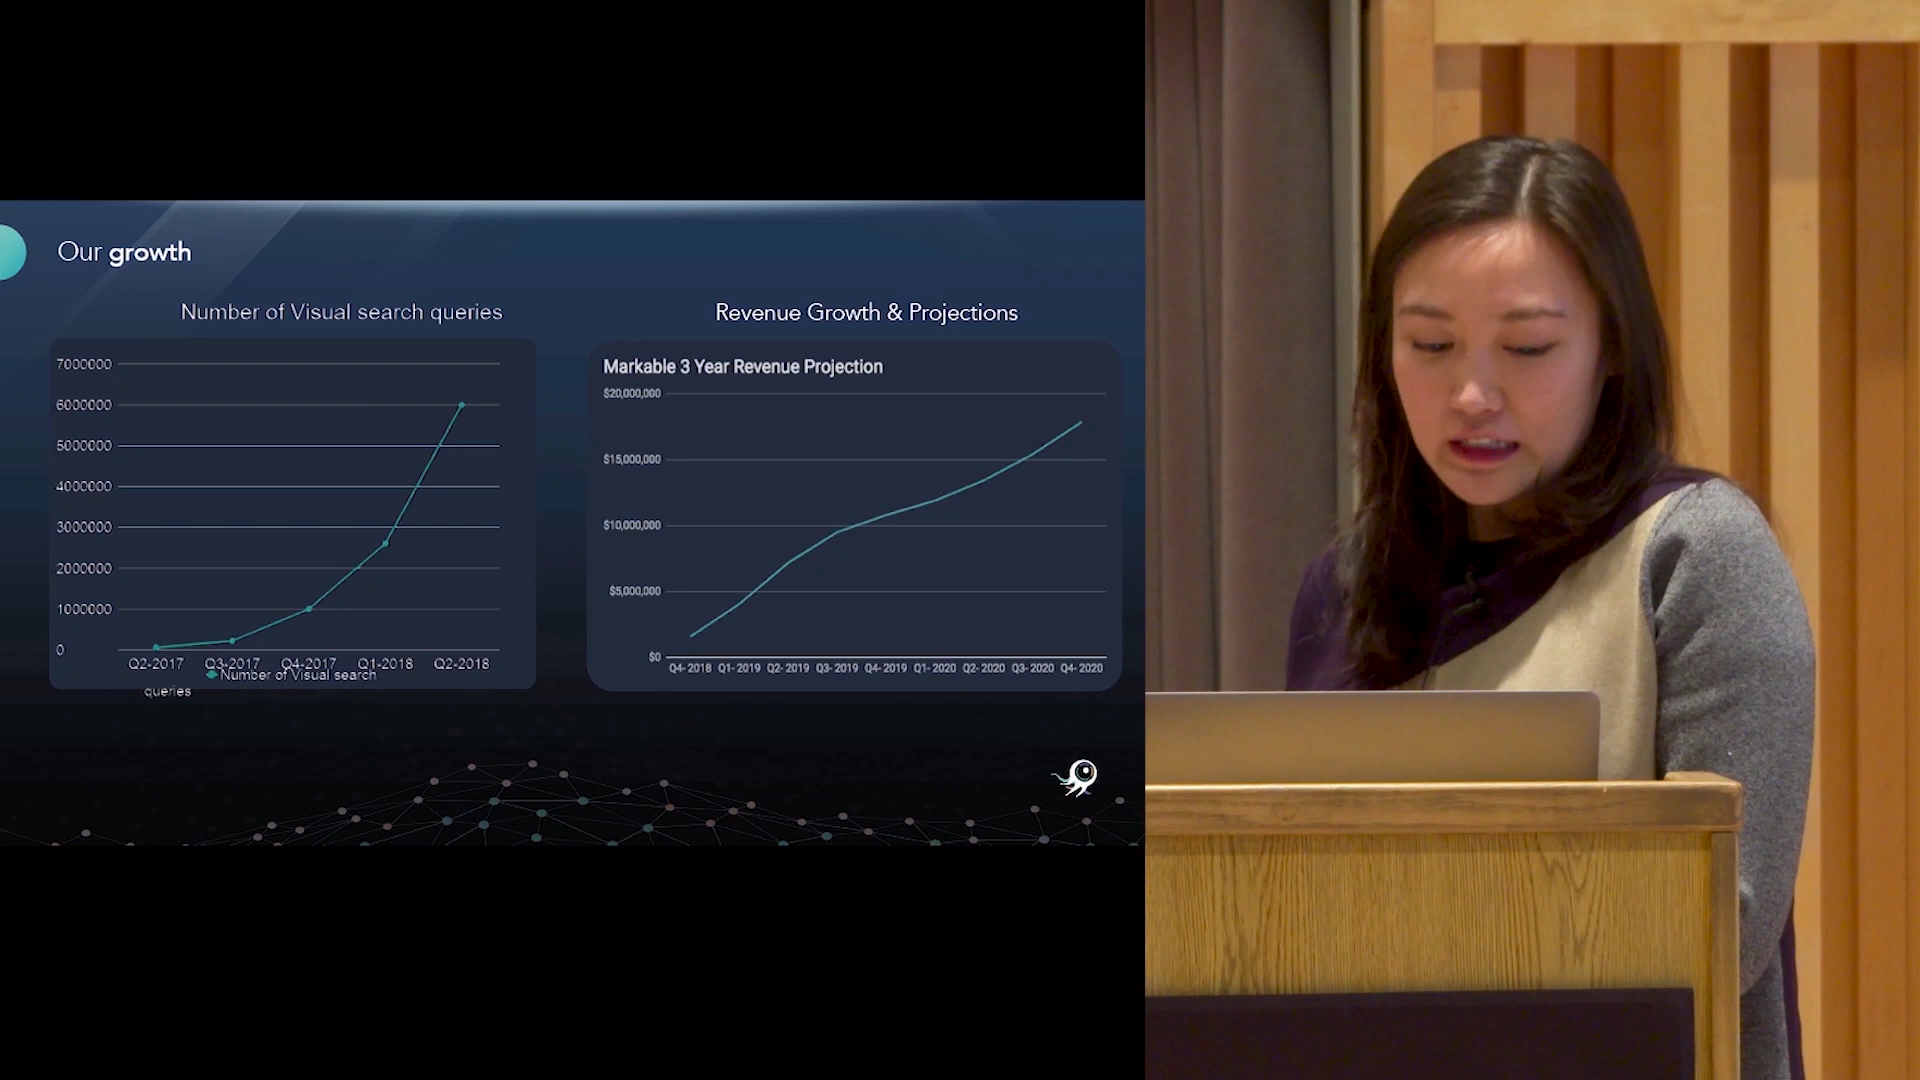 Our growth
Number of Visual search queries
7000000
6000000
5000000
4000000
3000000
2000000
1000000
0
Q2-2017 Q3-2017 Q4-2017 Q1-2018 Q2-2018
Number of Visual search
queries
Revenue Growth & Projections
Markable 3 Year Revenue Projection
$20,000,000
$15,000,000
$10,000,000
$5,000,000
$0
Q4- 2018 Q1- 2019 Q2- 2019 Q3- 2019 Q4- 2019 Q1- 2020 Q2- 2020 Q3- 2020 Q4- 2020